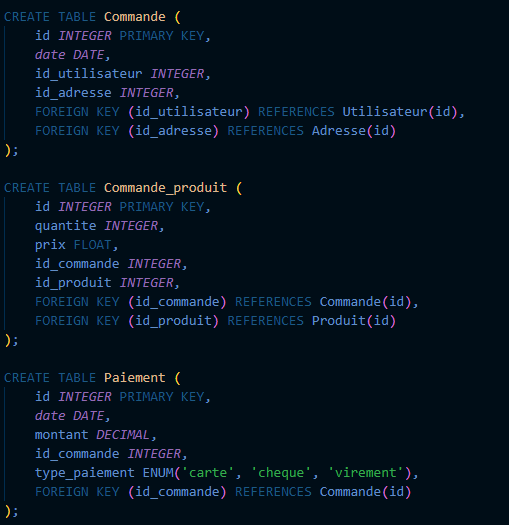 CREATE TABLE Commande (
id INTEGER PRIMARY KEY,
date DATE,
id_utilisateur INTEGER,
id_adresse INTEGER,
FOREIGN KEY (id_utilisateur) REFERENCES Utilisateur(id),
FOREIGN KEY (id_adresse) REFERENCES Adresse(id)
);
CREATE TABLE Commande_produit (
id INTEGER PRIMARY KEY,
quantite INTEGER,
prix FLOAT,
id_commande INTEGER,
id_produit INTEGER,
FOREIGN KEY (id_commande) REFERENCES Commande(id),
FOREIGN KEY (id_produit) REFERENCES Produit(id)
);
CREATE TABLE Paiement (
id INTEGER PRIMARY KEY,
date DATE,
montant DECIMAL,
id_commande INTEGER,
type_paiement ENUM('carte', 'cheque', 'virement'),
FOREIGN KEY (id_commande) REFERENCES Commande(id)
);